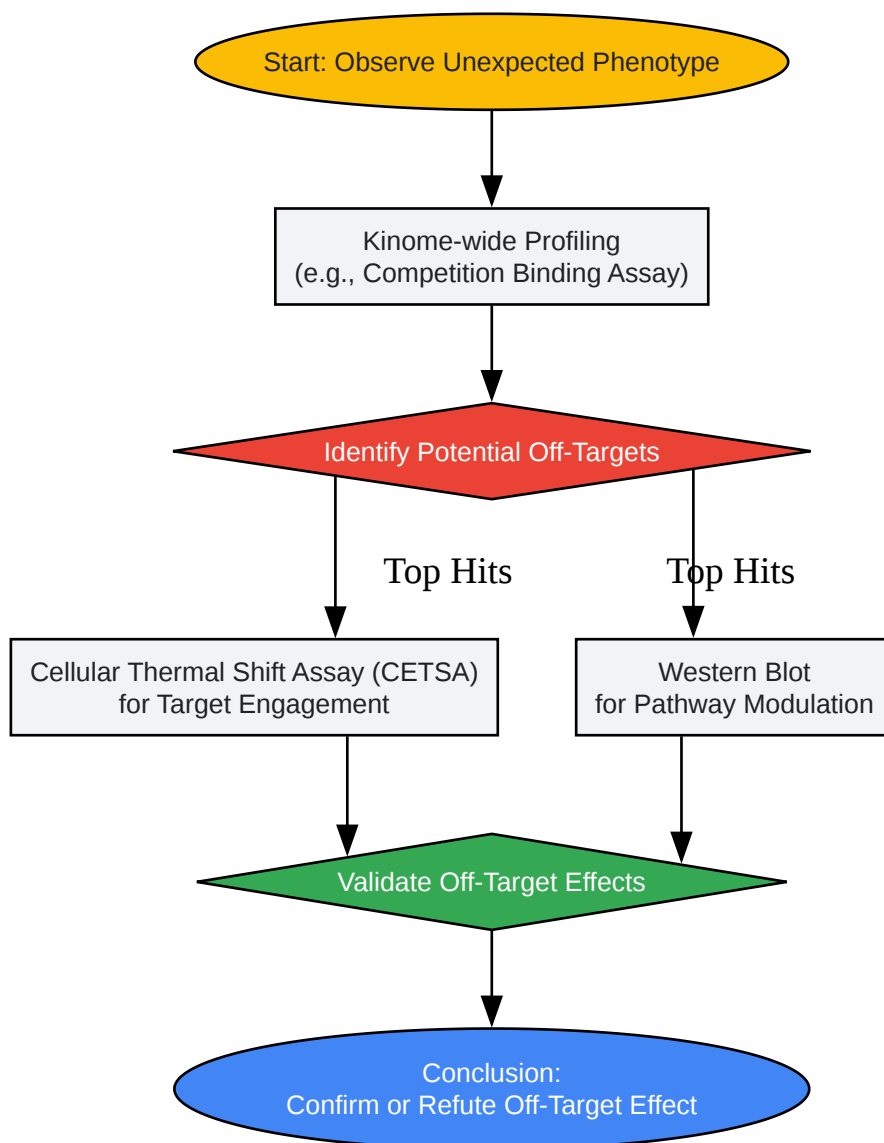 Start: Observe Unexpected Phenotype
Kinome-wide Profiling
(e.g., Competition Binding Assay)
Identify Potential Off-Targets
Top Hits
Top Hits
Cellular Thermal Shift Assay (CETSA)
for Target Engagement
Western Blot
for Pathway Modulation
Validate Off-Target Effects
Conclusion:
Confirm or Refute Off-Target Effect